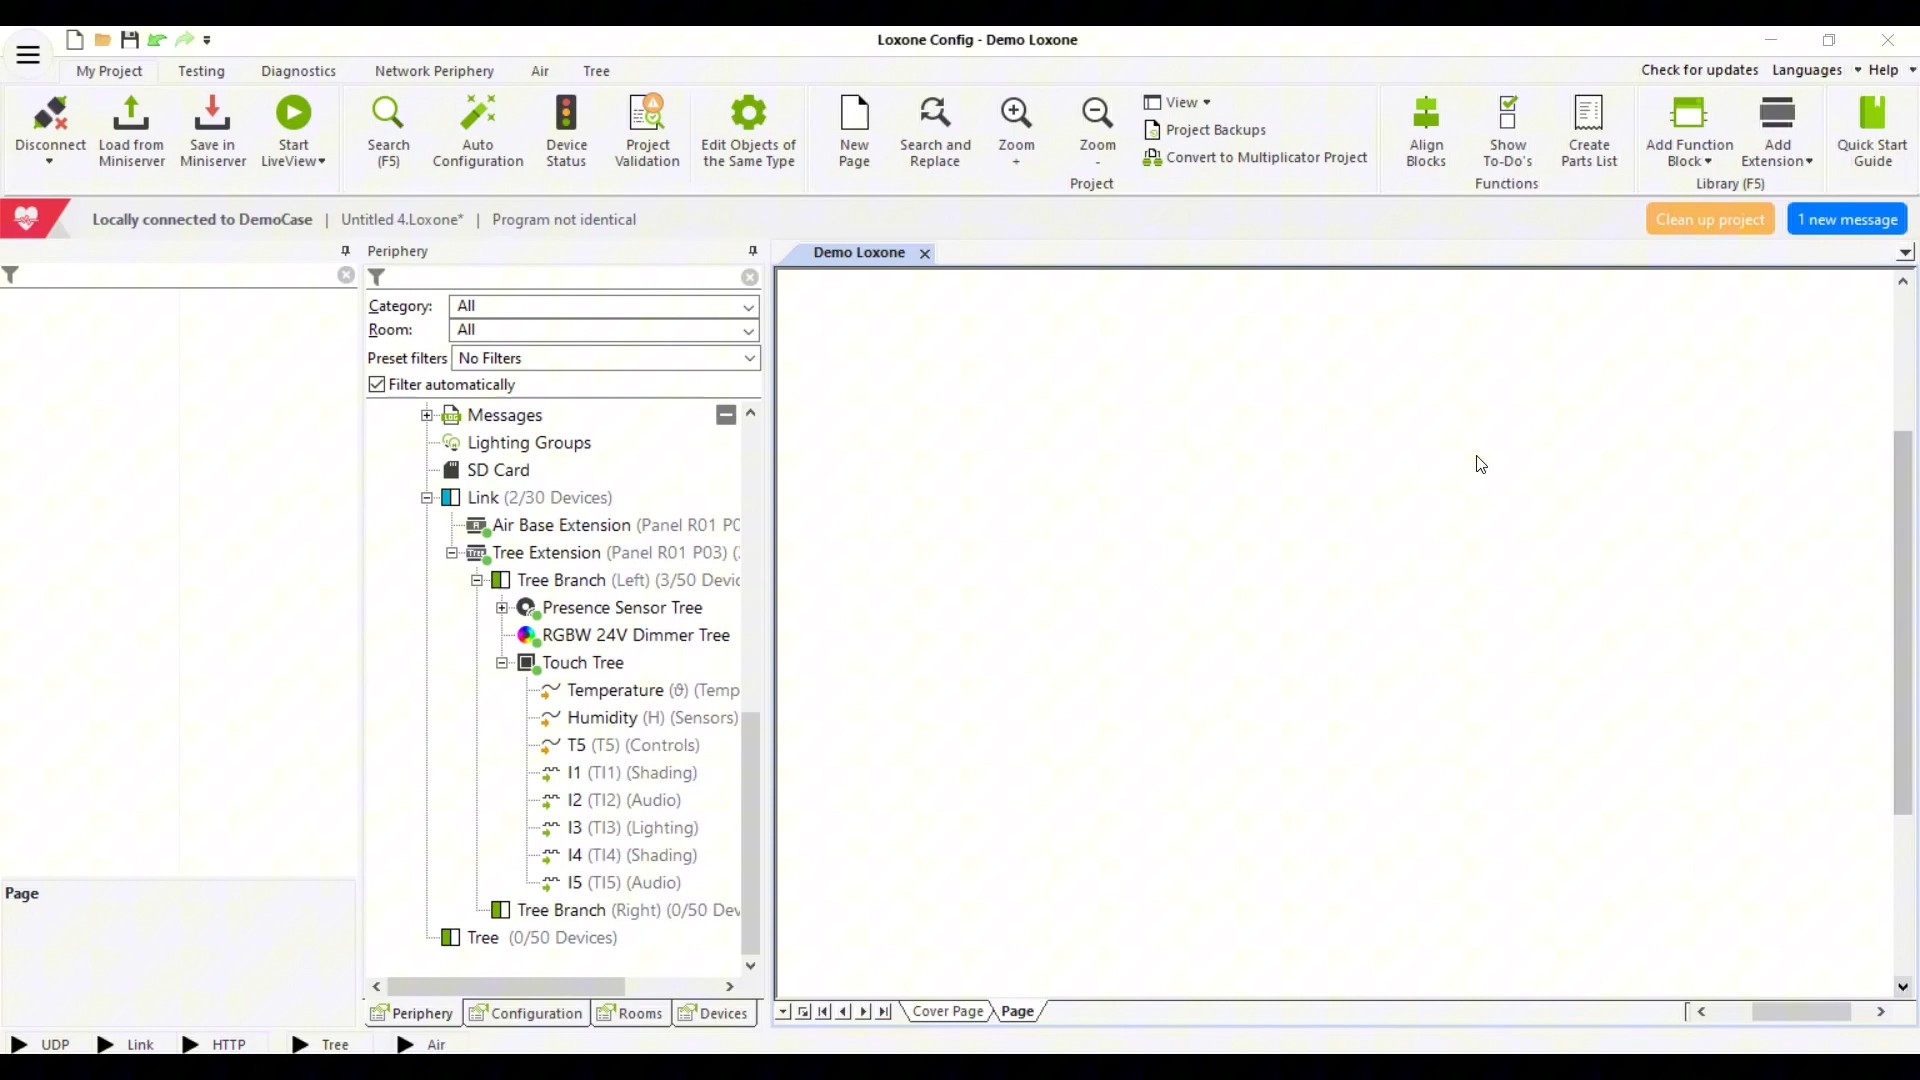 Loxone Config - Demo Loxone
My Project Testing Diagnostics Network Periphery Air Tree
Check for updates Languages Help
Disconnect
Load from Miniserver
Save in Miniserver
Start LiveView
Search (F5)
Auto Configuration
Device Status
Project Validation
Edit Objects of the Same Type
New Page
Search and Replace
Zoom +
Zoom -
View
Project Backups
Convert to Multiplicator Project
Project
Align Blocks
Show To-Do's
Create Parts List
Functions
Add Function Block
Add Extension
Library (F5)
Quick Start Guide
Locally connected to DemoCase | Untitled 4.Loxone* | Program not identical
Clean up project
1 new message
Periphery
Demo Loxone
Category: All
Room: All
Preset filters No Filters
Filter automatically
Messages
Lighting Groups
SD Card
Link (2/30 Devices)
Air Base Extension (Panel R01 PO
Tree Extension (Panel R01 P03) (
Tree Branch (Left) (3/50 Devic
Presence Sensor Tree
RGBW 24V Dimmer Tree
Touch Tree
Temperature (ϑ) (Temp
Humidity (H) (Sensors)
T5 (T5) (Controls)
I1 (TI1) (Shading)
I2 (TI2) (Audio)
I3 (TI3) (Lighting)
I4 (TI4) (Shading)
I5 (TI5) (Audio)
Tree Branch (Right) (0/50 Dev
Tree (0/50 Devices)
Page
Periphery Configuration Rooms Devices
Cover Page Page
UDP Link HTTP Tree Air